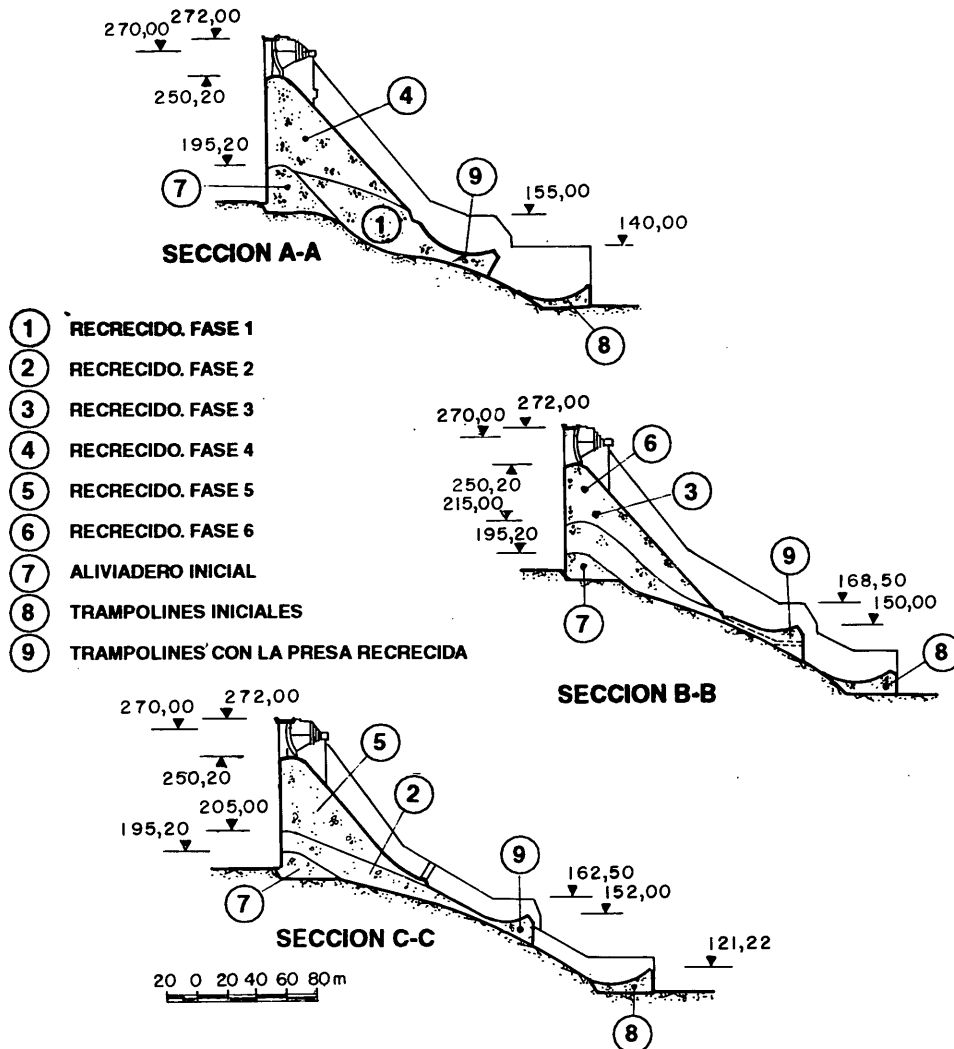 270,00 272,00
250,20
4
195,20
7
9
1
155,00
140,00
SECCION A-A
8
1 RECRECIDO. FASE 1
2 RECRECIDO. FASE 2
3 RECRECIDO. FASE 3
4 RECRECIDO. FASE 4
5 RECRECIDO. FASE 5
6 RECRECIDO. FASE 6
7 ALIVIADERO INICIAL
8 TRAMPOLINES INICIALES
9 TRAMPOLINES CON LA PRESA RECRECIDA
270,00 272,00
6
250,20
3
215,00
195,20
7
9
168,50
150,00
8
SECCION B-B
270,00 272,00
5
250,20
2
205,00
195,20
7
9
162,50
152,00
SECCION C-C
121,22
20 0 20 40 60 80m
8